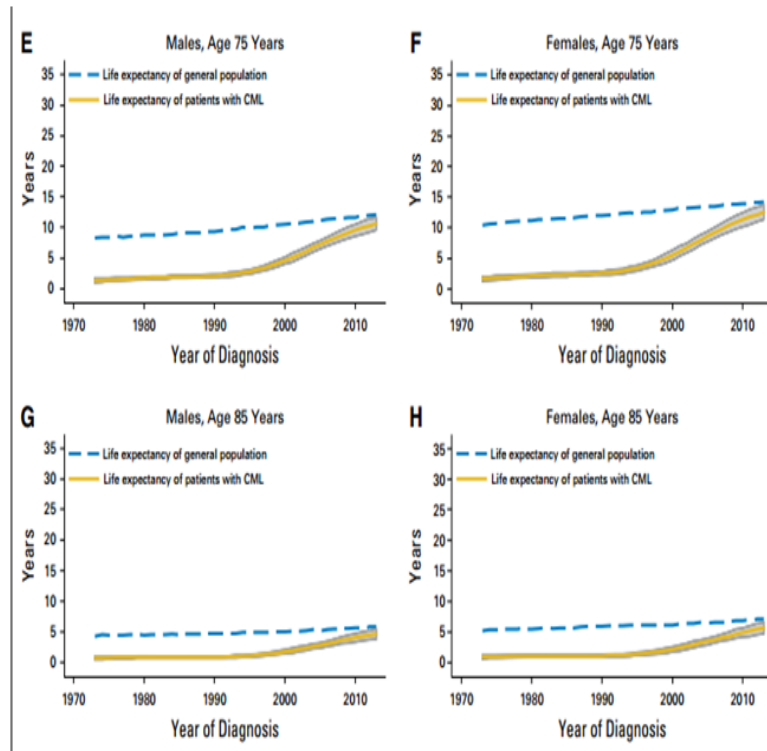 E
Males, Age 75 Years
35
30
25
20
15
10
5
0
Years
Life expectancy of general population
Life expectancy of patients with CML
1970 1980 1990 2000 2010
Year of Diagnosis
F
Females, Age 75 Years
35
30
25
20
15
10
5
0
Years
Life expectancy of general population
Life expectancy of patients with CML
1970 1980 1990 2000 2010
Year of Diagnosis
G
Males, Age 85 Years
35
30
25
20
15
10
5
0
Years
Life expectancy of general population
Life expectancy of patients with CML
1970 1980 1990 2000 2010
Year of Diagnosis
H
Females, Age 85 Years
35
30
25
20
15
10
5
0
Years
Life expectancy of general population
Life expectancy of patients with CML
1970 1980 1990 2000 2010
Year of Diagnosis